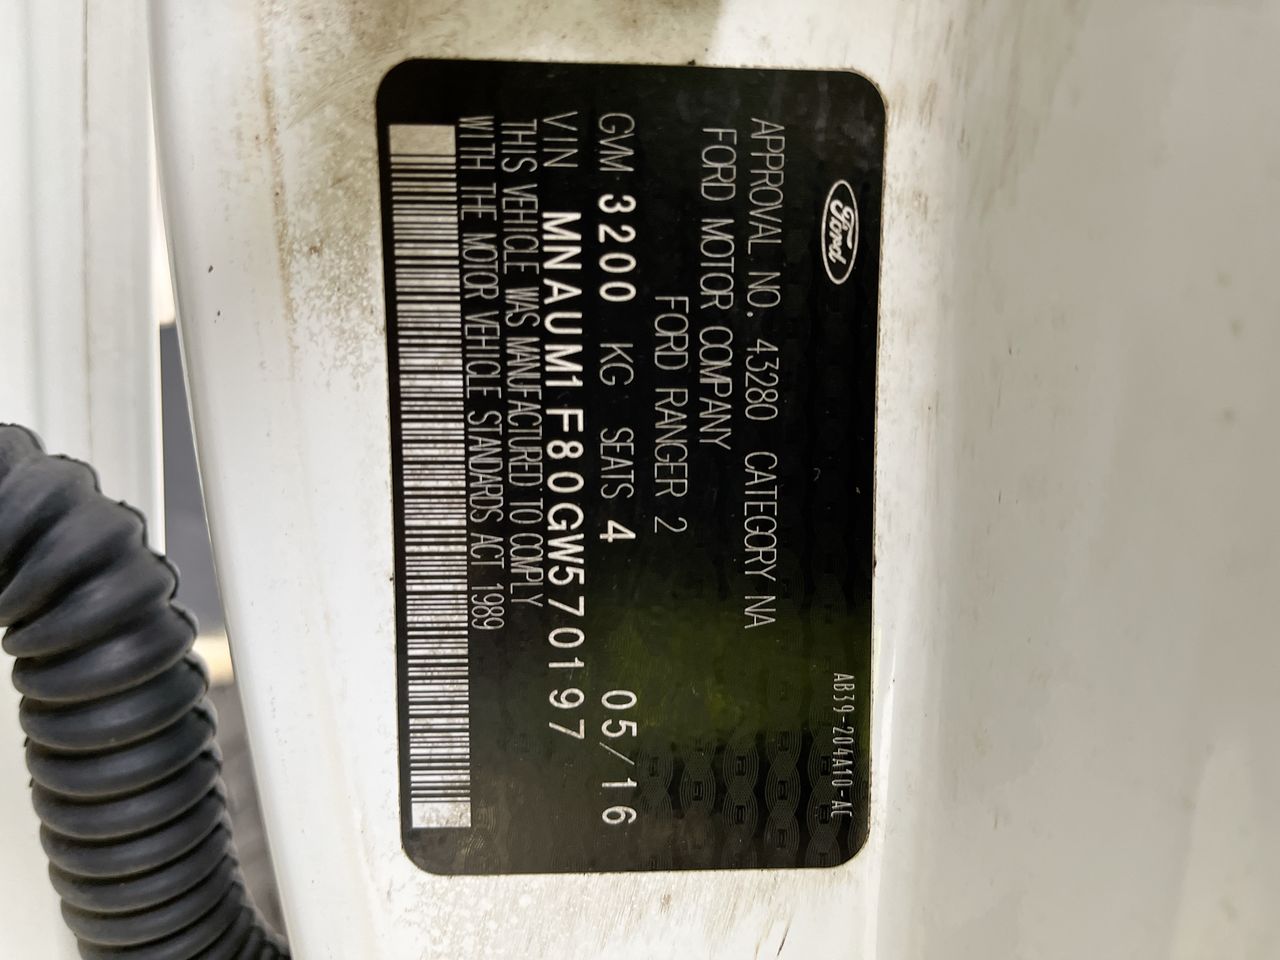 Ford
AB39-204A10-AC
APPROVAL NO. 43280 CATEGORY NA
FORD MOTOR COMPANY
FORD RANGER 2
GVM 3200 KG SEATS 4 05/16
VIN MNAUM1F80GW570197
THIS VEHICLE WAS MANUFACTURED TO COMPLY
WITH THE MOTOR VEHICLE STANDARDS ACT 1989